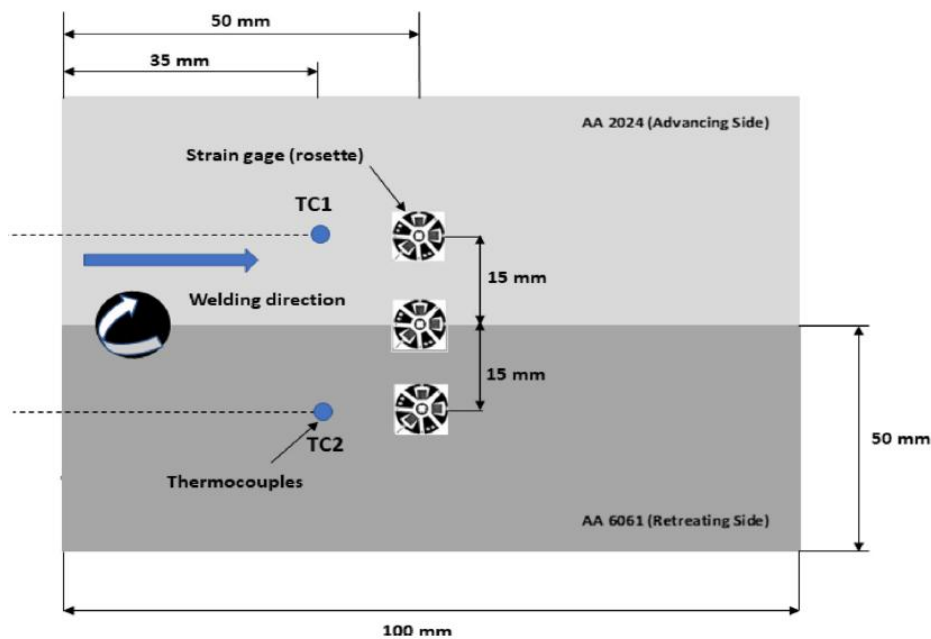 50 mm
35 mm
AA 2024 (Advancing Side)
Strain gage (rosette)
TC1
15 mm
Welding direction
15 mm
50 mm
TC2
Thermocouples
AA 6061 (Retreating Side)
100 mm